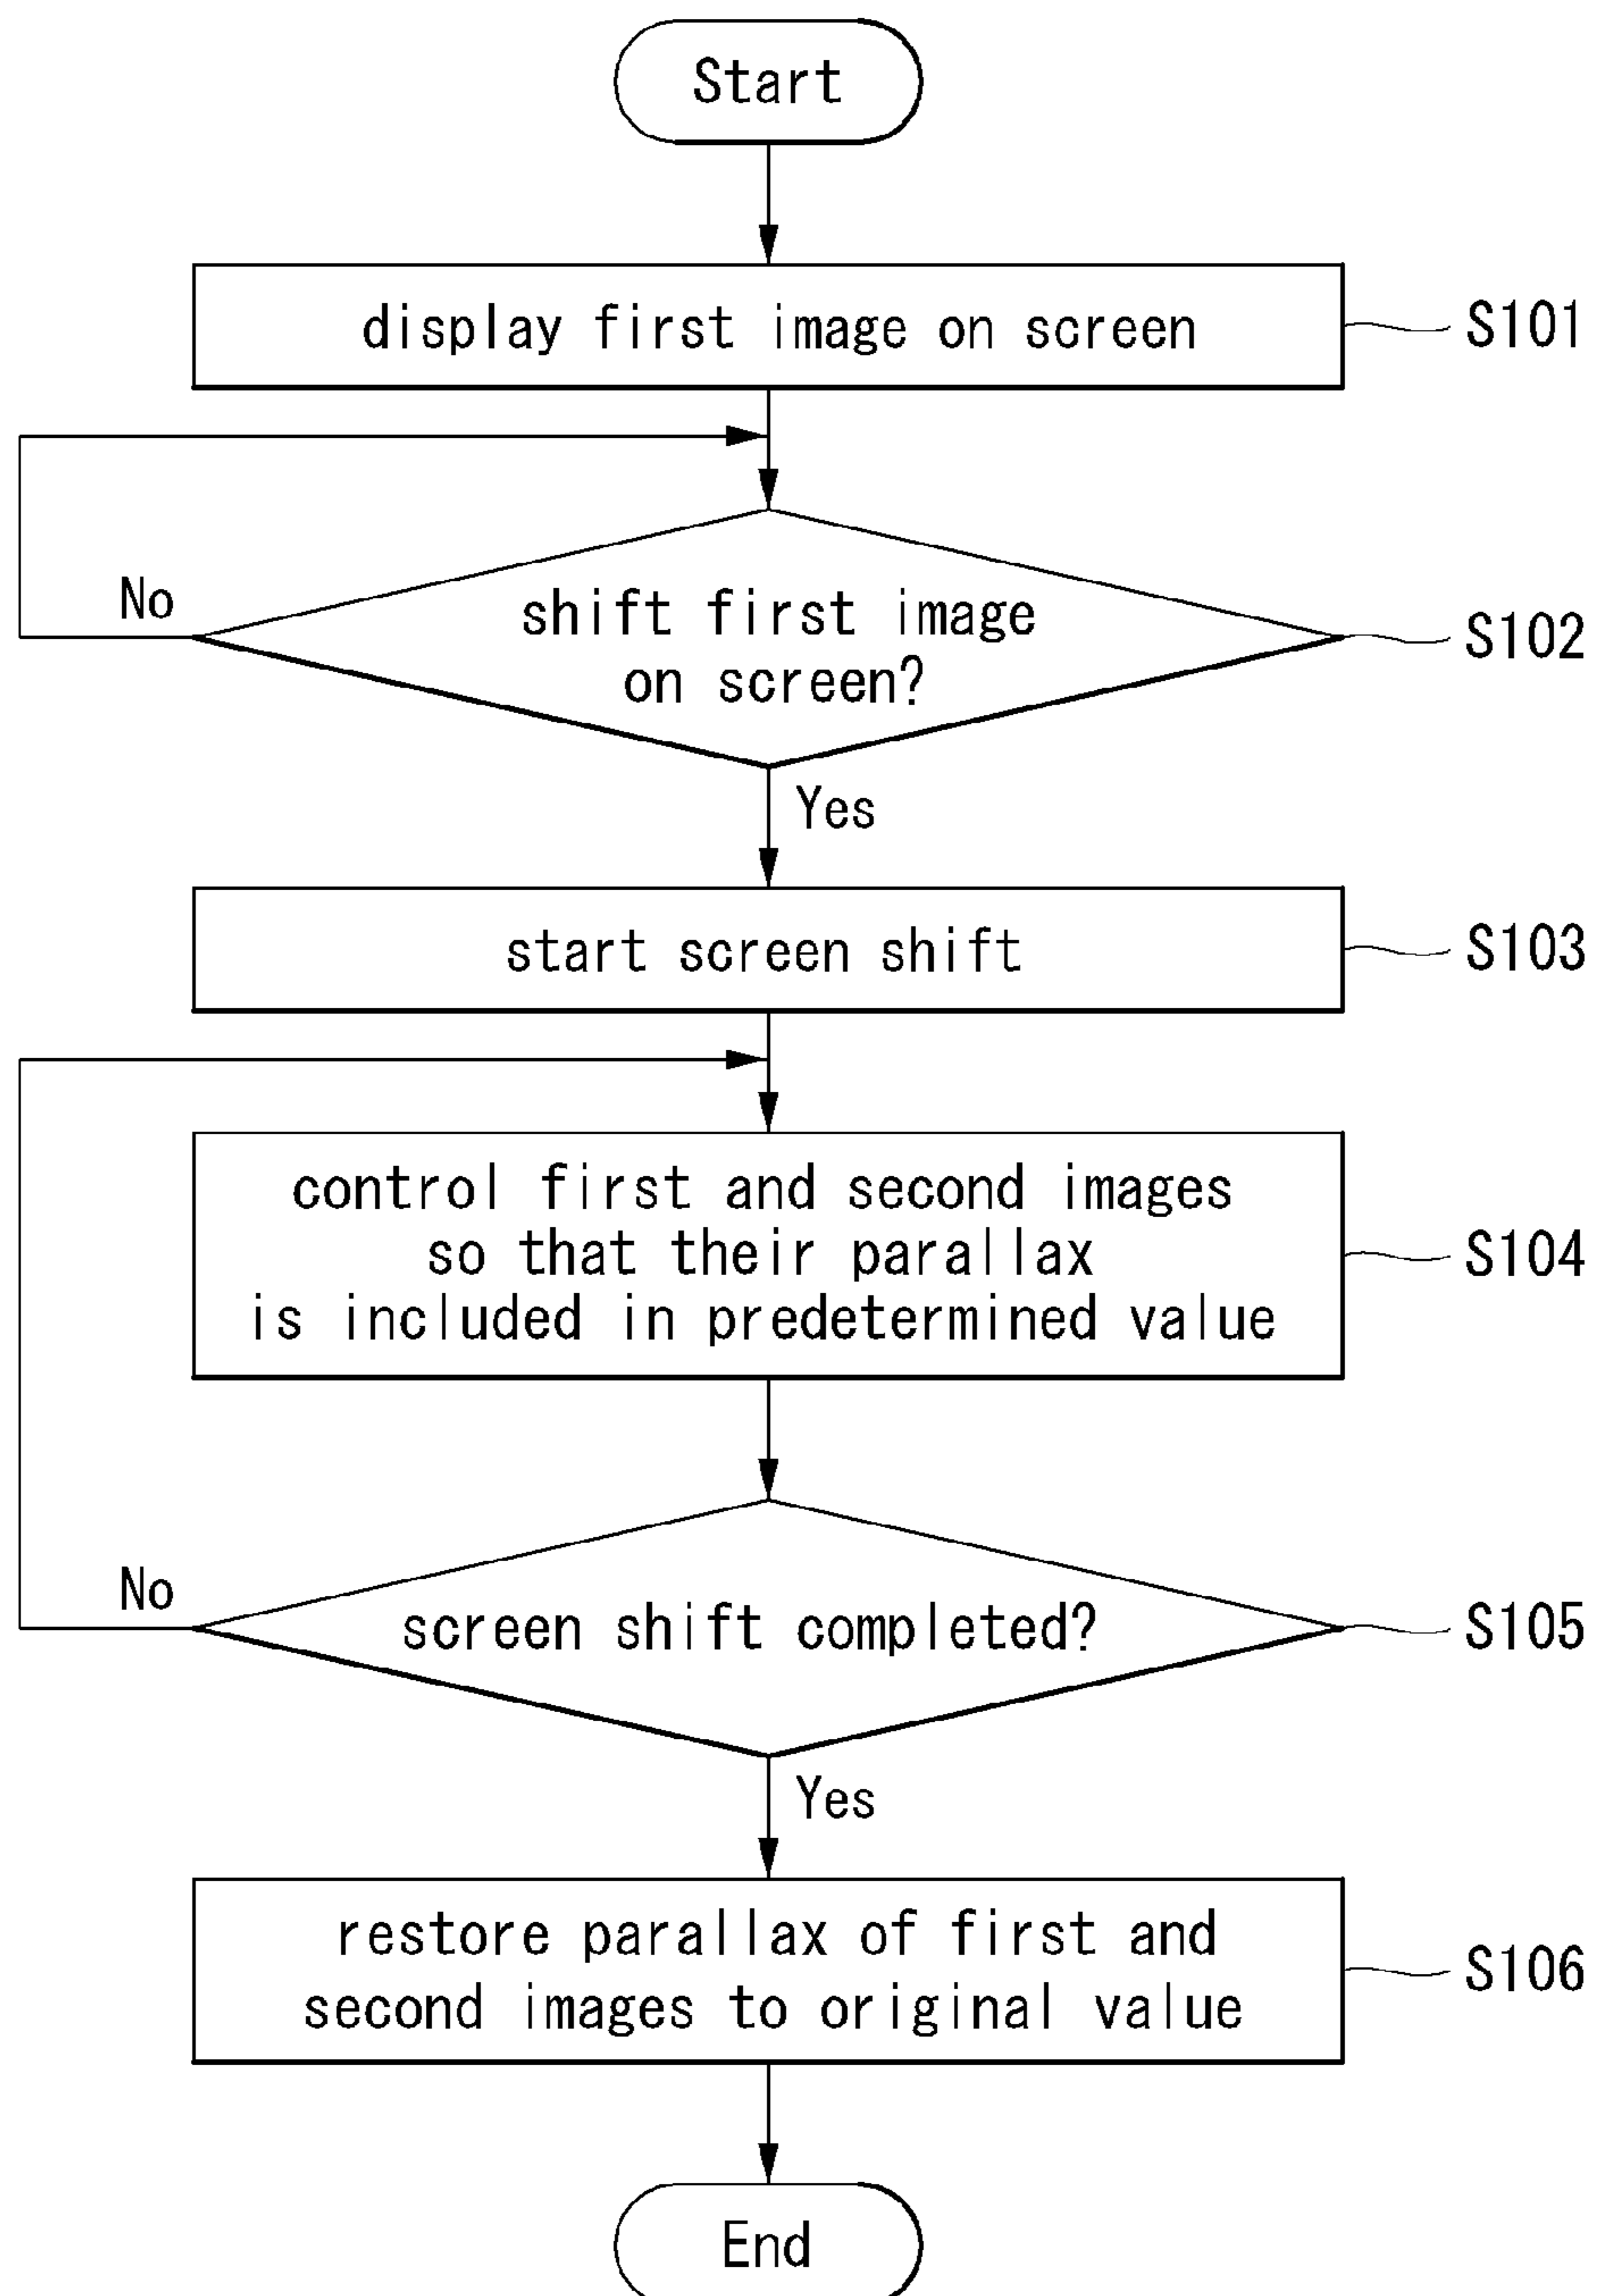 Start
display first image on screen
S101
No
shift first image
on screen?
S102
Yes
start screen shift
S103
control first and second images
so that their parallax
is included in predetermined value
S104
No
screen shift completed?
S105
Yes
restore parallax of first and
second images to original value
S106
End